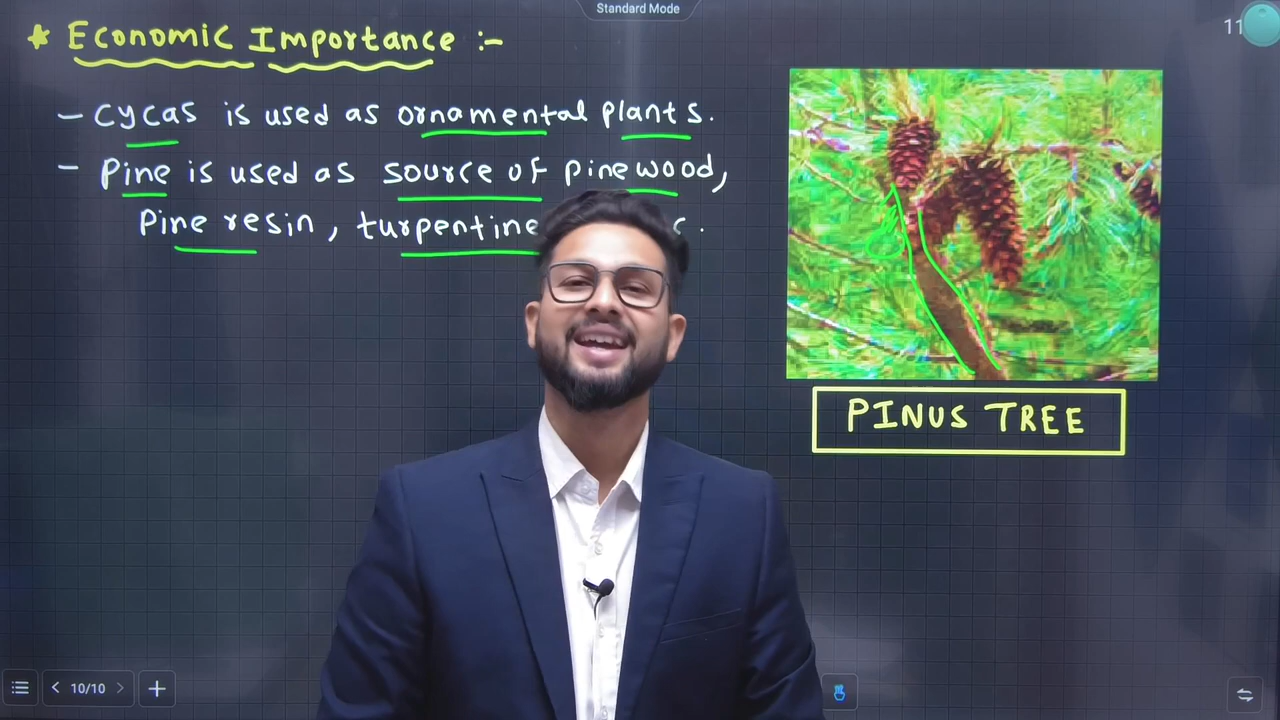 Standard Mode
11
* Economic Importance :-
- Cycas is used as ornamental plants.
- Pine is used as source of pinewood,
Pine resin, turpentine c.
PINUS TREE
10/10